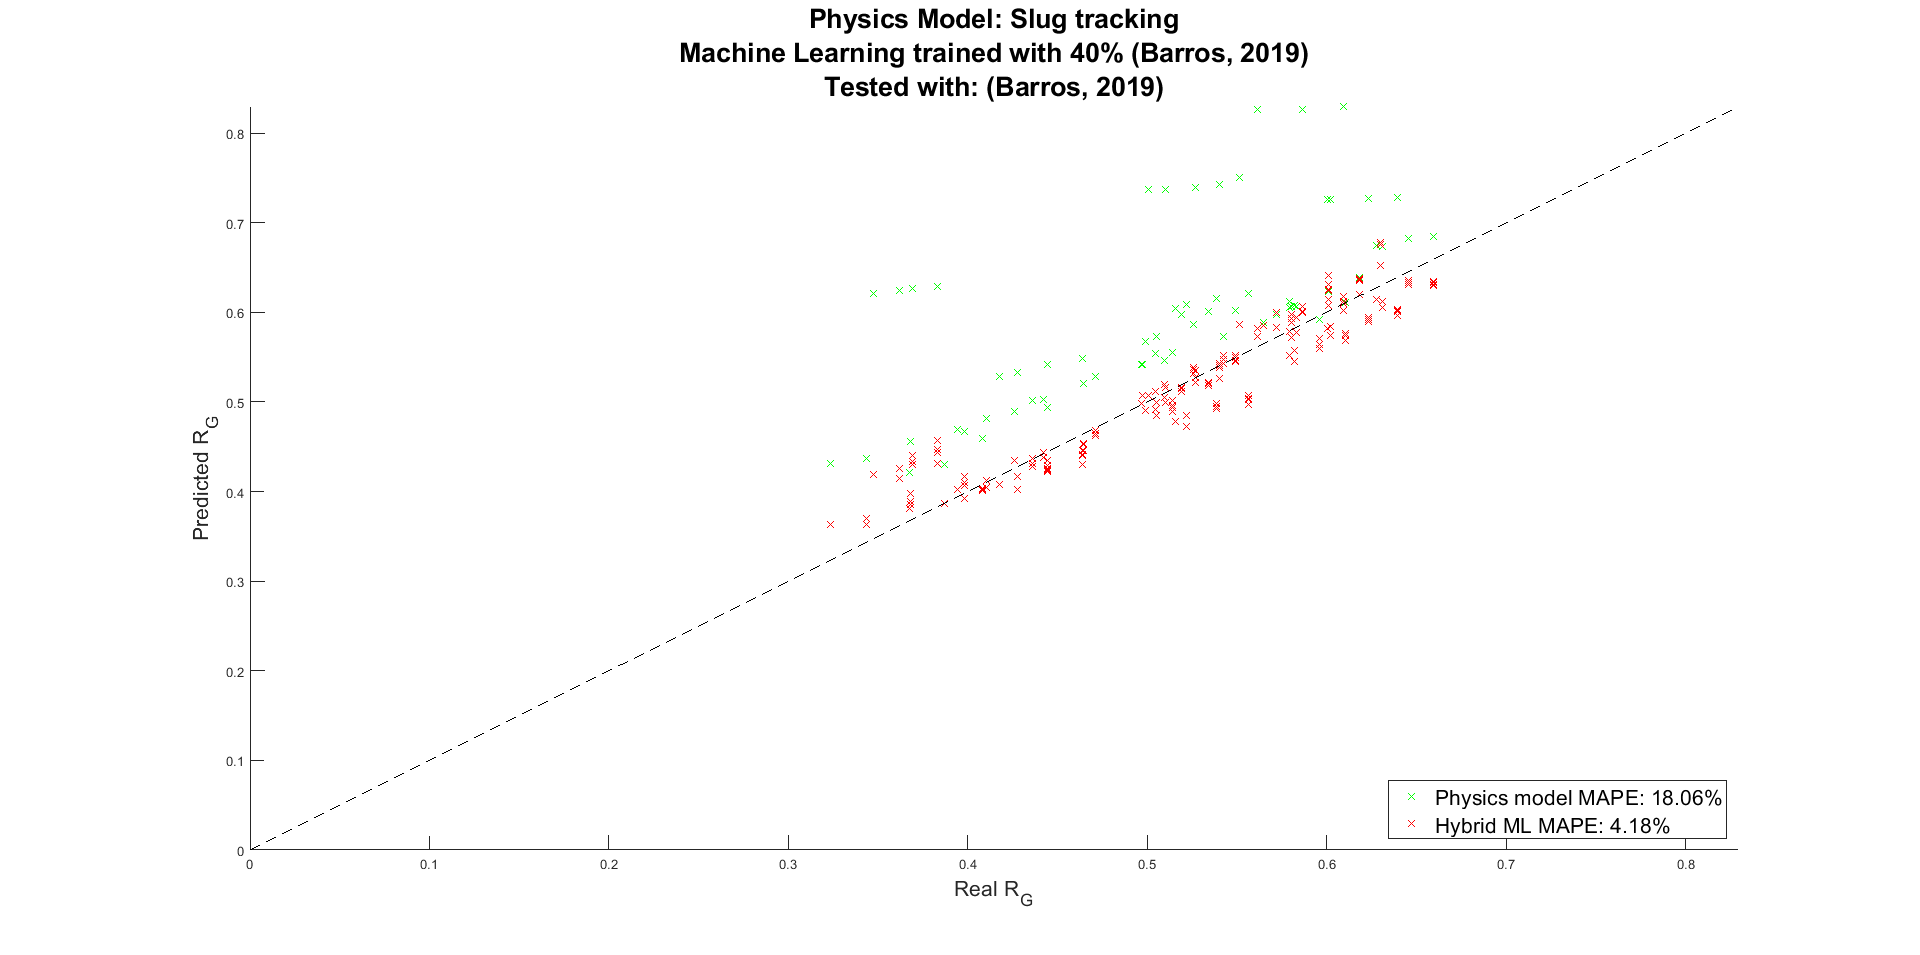 Physics Model: Slug tracking
Machine Learning trained with 40% (Barros, 2019)
Tested with: (Barros, 2019)
0.8
0.7
0.6
0.5
0.4
0.3
0.2
0.1
0
Predicted R_G
0 0.1 0.2 0.3 0.4 0.5 0.6 0.7 0.8
Real R_G
Physics model MAPE: 18.06%
Hybrid ML MAPE: 4.18%